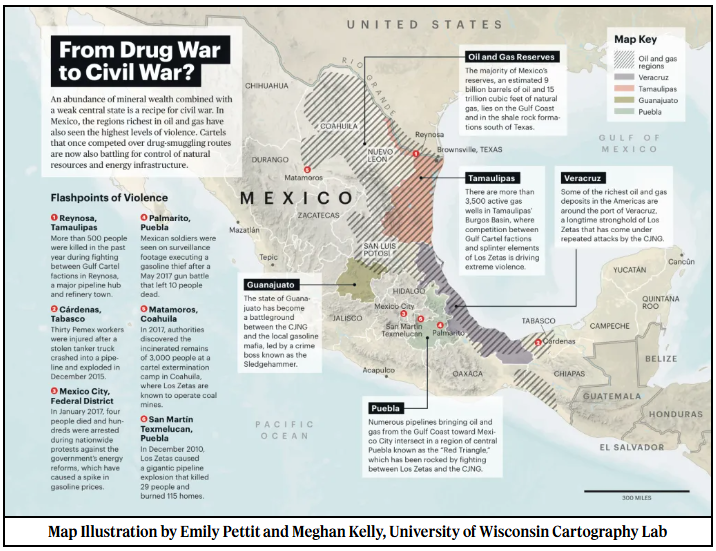 From Drug War
to Civil War?
An abundance of mineral wealth combined with
a weak central state is a recipe for civil war. In
Mexico, the regions richest in oil and gas have
also seen the highest levels of violence. Cartels
that once competed over drug-smuggling routes
are now also battling for control of natural
resources and energy infrastructure.
Flashpoints of Violence
1 Reynosa,
Tamaulipas
More than 500 people
were killed in the past
year during fighting
between Gulf Cartel
factions in Reynosa,
a major pipeline hub
and refinery town.
2 Cárdenas,
Tabasco
Thirty Pemex workers
were injured after a
stolen tanker truck
crashed into a pipe-
line and exploded in
December 2015.
3 Mexico City,
Federal District
In January 2017, four
people died and hun-
dreds were arrested
during nationwide
protests against the
government's energy
reforms, which have
caused a spike in
gasoline prices.
4 Palmarito,
Puebla
Mexican soldiers were
seen on surveillance
footage executing a
gasoline thief after a
May 2017 gun battle
that left 10 people
dead.
5 Matamoros,
Coahuila
In 2017, authorities
discovered the
incinerated remains
of 3,000 people at a
cartel extermination
camp in Coahuila,
where Los Zetas are
known to operate coal
mines.
6 San Martín
Texmelucan,
Puebla
In December 2010,
Los Zetas caused
a gigantic pipeline
explosion that killed
29 people and
burned 115 homes.
UNITED STATES
RIO GRANDE
CHIHUAHUA
COAHUILA
NUEVO
LEON
DURANGO
Matamoros
MEXICO
ZACATECAS
Mazatlán
Tepic
SAN LUIS
POTOSÍ
Reynosa
Brownsville, TEXAS
GULF OF
MEXICO
HIDALGO
Mexico City
3
San Martín
Texmelucan
4
Palmarito
JALISCO
Acapulco
OAXACA
TABASCO
Cárdenas
CHIAPAS
CAMPECHE
YUCATÁN
Cancún
QUINTANA
ROO
BELIZE
GUATEMALA
HONDURAS
EL SALVADOR
PACIFIC
OCEAN
300 MILES
Oil and Gas Reserves
The majority of Mexico's
reserves, an estimated 9
billion barrels of oil and 15
trillion cubic feet of natural
gas, lies on the Gulf Coast
and in the shale rock forma-
tions south of Texas.
Map Key
Oil and gas
regions
Veracruz
Tamaulipas
Guanajuato
Puebla
Tamaulipas
There are more than
3,500 active gas
wells in Tamaulipas'
Burgos Basin, where
competition between
Gulf Cartel factions
and splinter elements
of Los Zetas is driving
extreme violence.
Veracruz
Some of the richest oil and gas
deposits in the Americas are
around the port of Veracruz,
a longtime stronghold of Los
Zetas that has come under
repeated attacks by the CJNG.
Guanajuato
The state of Guana-
juato has become
a battleground
between the CJNG
and the local gasoline
mafia, led by a crime
boss known as the
Sledgehammer.
Puebla
Numerous pipelines bringing oil and
gas from the Gulf Coast toward Mexi-
co City intersect in a region of central
Puebla known as the "Red Triangle,"
which has been rocked by fighting
between Los Zetas and the CJNG.
Map Illustration by Emily Pettit and Meghan Kelly, University of Wisconsin Cartography Lab